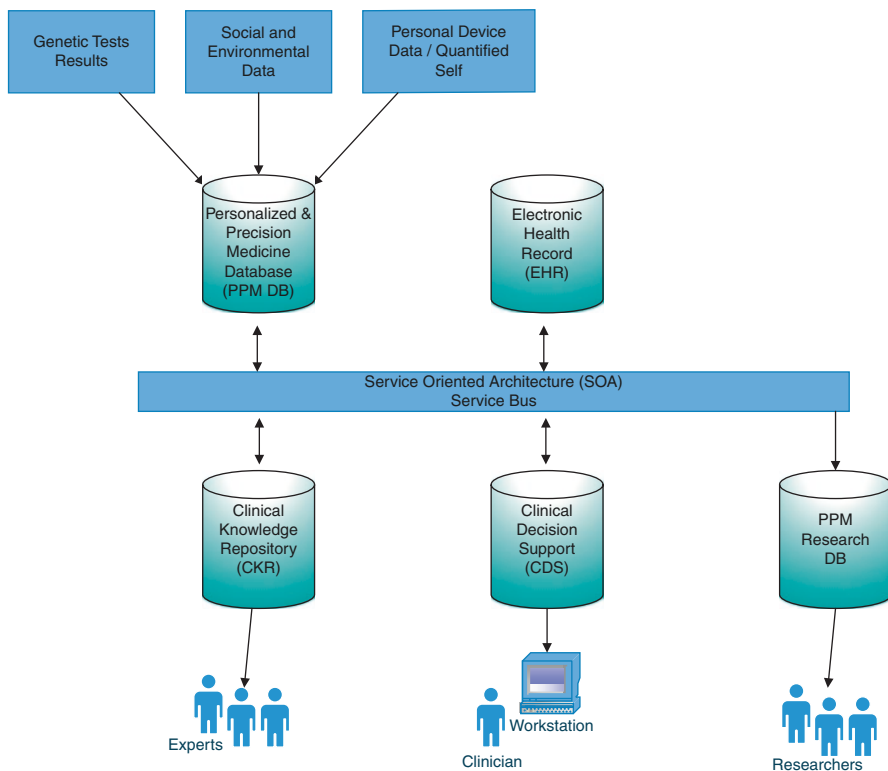 Genetic Tests
Results
Social and
Environmental
Data
Personal Device
Data / Quantified
Self
Personalized &
Precision
Medicine
Database
(PPM DB)
Electronic
Health
Record
(EHR)
Service Oriented Architecture (SOA)
Service Bus
Clinical
Knowledge
Repository
(CKR)
Clinical
Decision
Support
(CDS)
PPM
Research
DB
Experts
Workstation
Clinician
Researchers